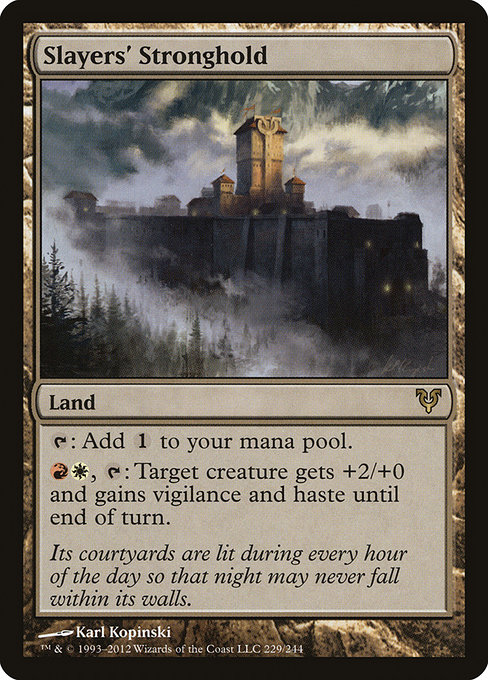 Slayers' Stronghold
Land
: Add 1 to your mana pool.
, : Target creature gets +2/+0
and gains vigilance and haste until
end of turn.
Its courtyards are lit during every hour
of the day so that night may never fall
within its walls.
Karl Kopinski
™ & © 1993–2012 Wizards of the Coast LLC 229/244